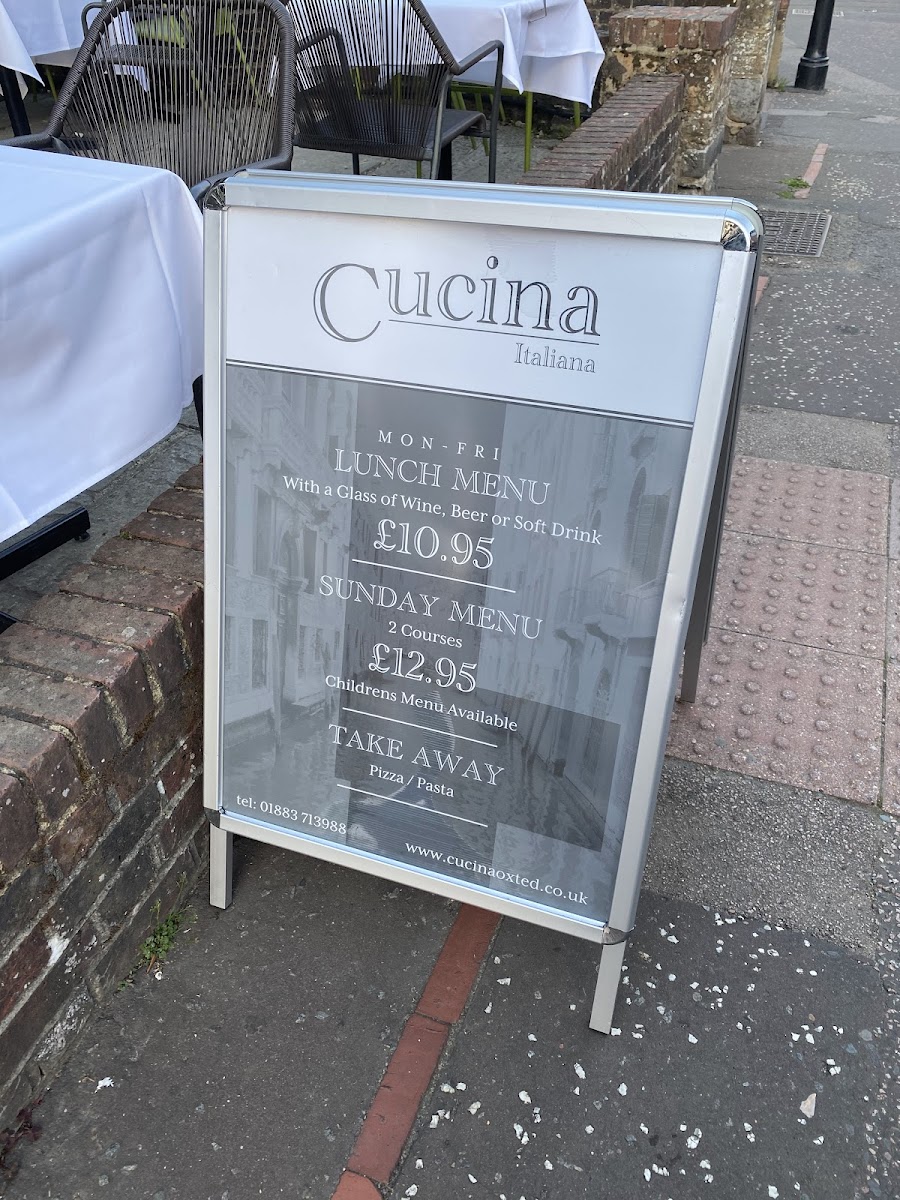 Cucina
Italiana
MON-FRI
LUNCH MENU
With a Glass of Wine, Beer or Soft Drink
£10.95
SUNDAY MENU
2 Courses
£12.95
Childrens Menu Available
TAKE AWAY
Pizza / Pasta
tel: 01883 713988
www.cucinaoxted.co.uk